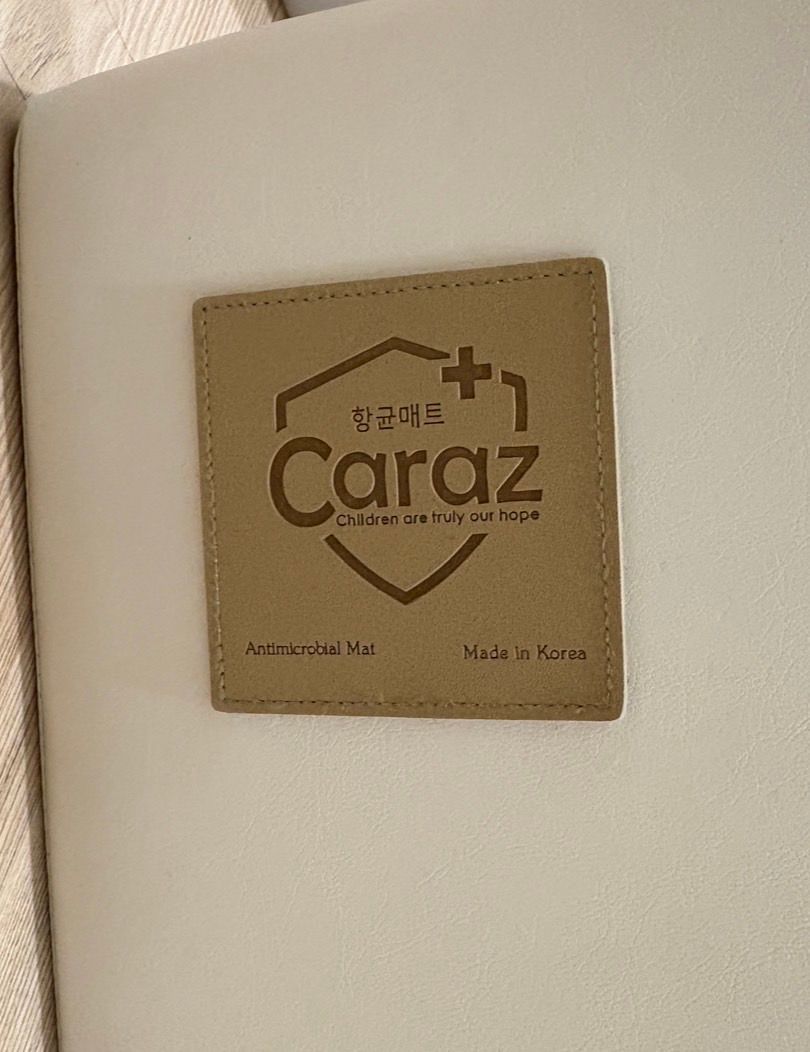 항균매트
Caraz
Children are truly our hope
Antimicrobial Mat
Made in Korea